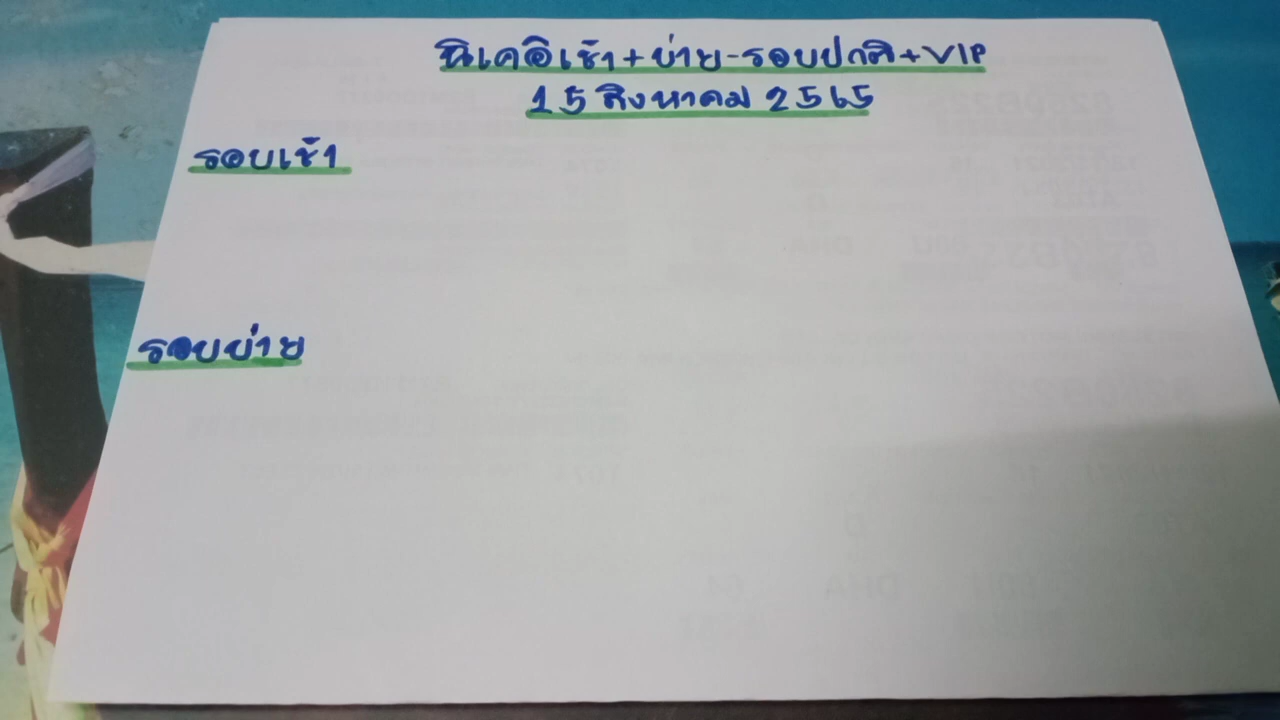 นิเคอิเช้า+บ่าย-รอบปกติ+VIP
15 สิงหาคม 2565
รอบเช้า
รอบบ่าย